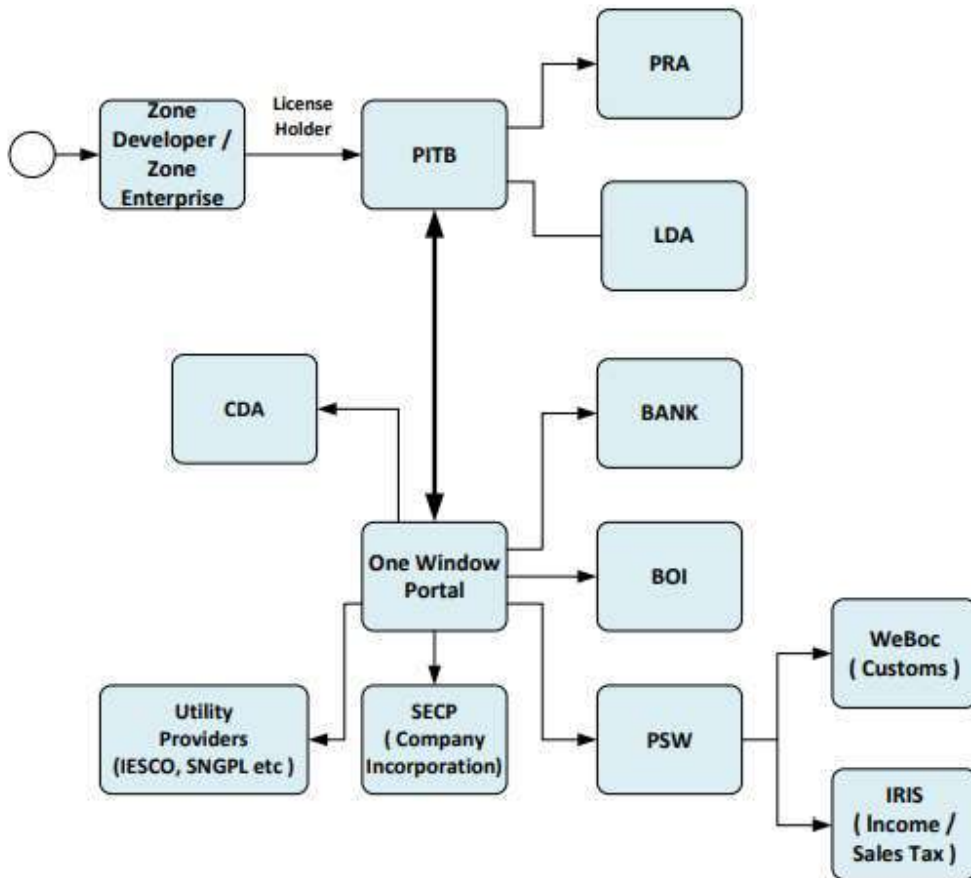 Zone
Developer /
Zone
Enterprise
License
Holder
PITB
PRA
LDA
CDA
BANK
One Window
Portal
BOI
WeBoc
( Customs )
Utility
Providers
(IESCO, SNGPL etc )
SECP
( Company
Incorporation)
PSW
IRIS
( Income /
Sales Tax )